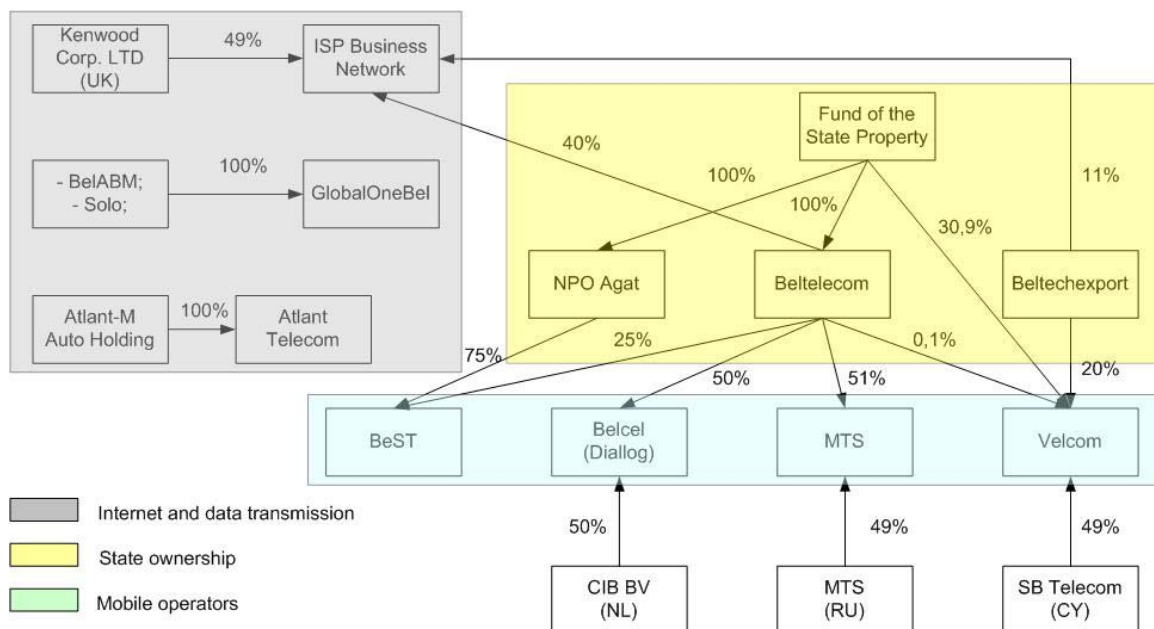 Kenwood
Corp. LTD
(UK)
49%
ISP Business
Network
Fund of the
State Property
40%
- BelABM;
- Solo;
100%
GlobalOneBel
100%
100%
11%
30,9%
NPO Agat
Beltelecom
Beltechexport
Atlant-M
Auto Holding
100%
Atlant
Telecom
75%
25%
0,1%
50%
51%
20%
BeST
Belcel
(Diallog)
MTS
Velcom
Internet and data transmission
State ownership
Mobile operators
50%
49%
49%
CIB BV
(NL)
MTS
(RU)
SB Telecom
(CY)